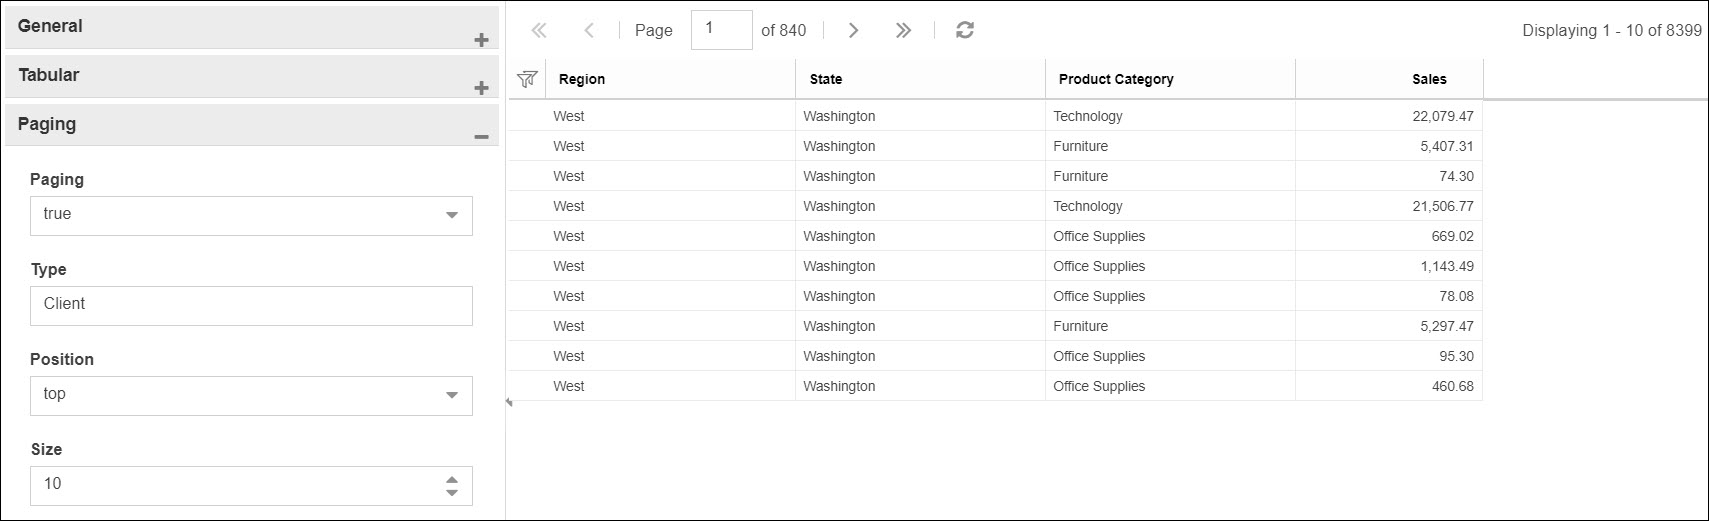 General
Tabular
Paging
Paging
true
Type
Client
Position
top
Size
10
Page 1 of 840 Displaying 1 - 10 of 8399
Region State Product Category Sales
West Washington Technology 22,079.47
West Washington Furniture 5,407.31
West Washington Furniture 74.30
West Washington Technology 21,506.77
West Washington Office Supplies 669.02
West Washington Office Supplies 1,143.49
West Washington Office Supplies 78.08
West Washington Furniture 5,297.47
West Washington Office Supplies 95.30
West Washington Office Supplies 460.68